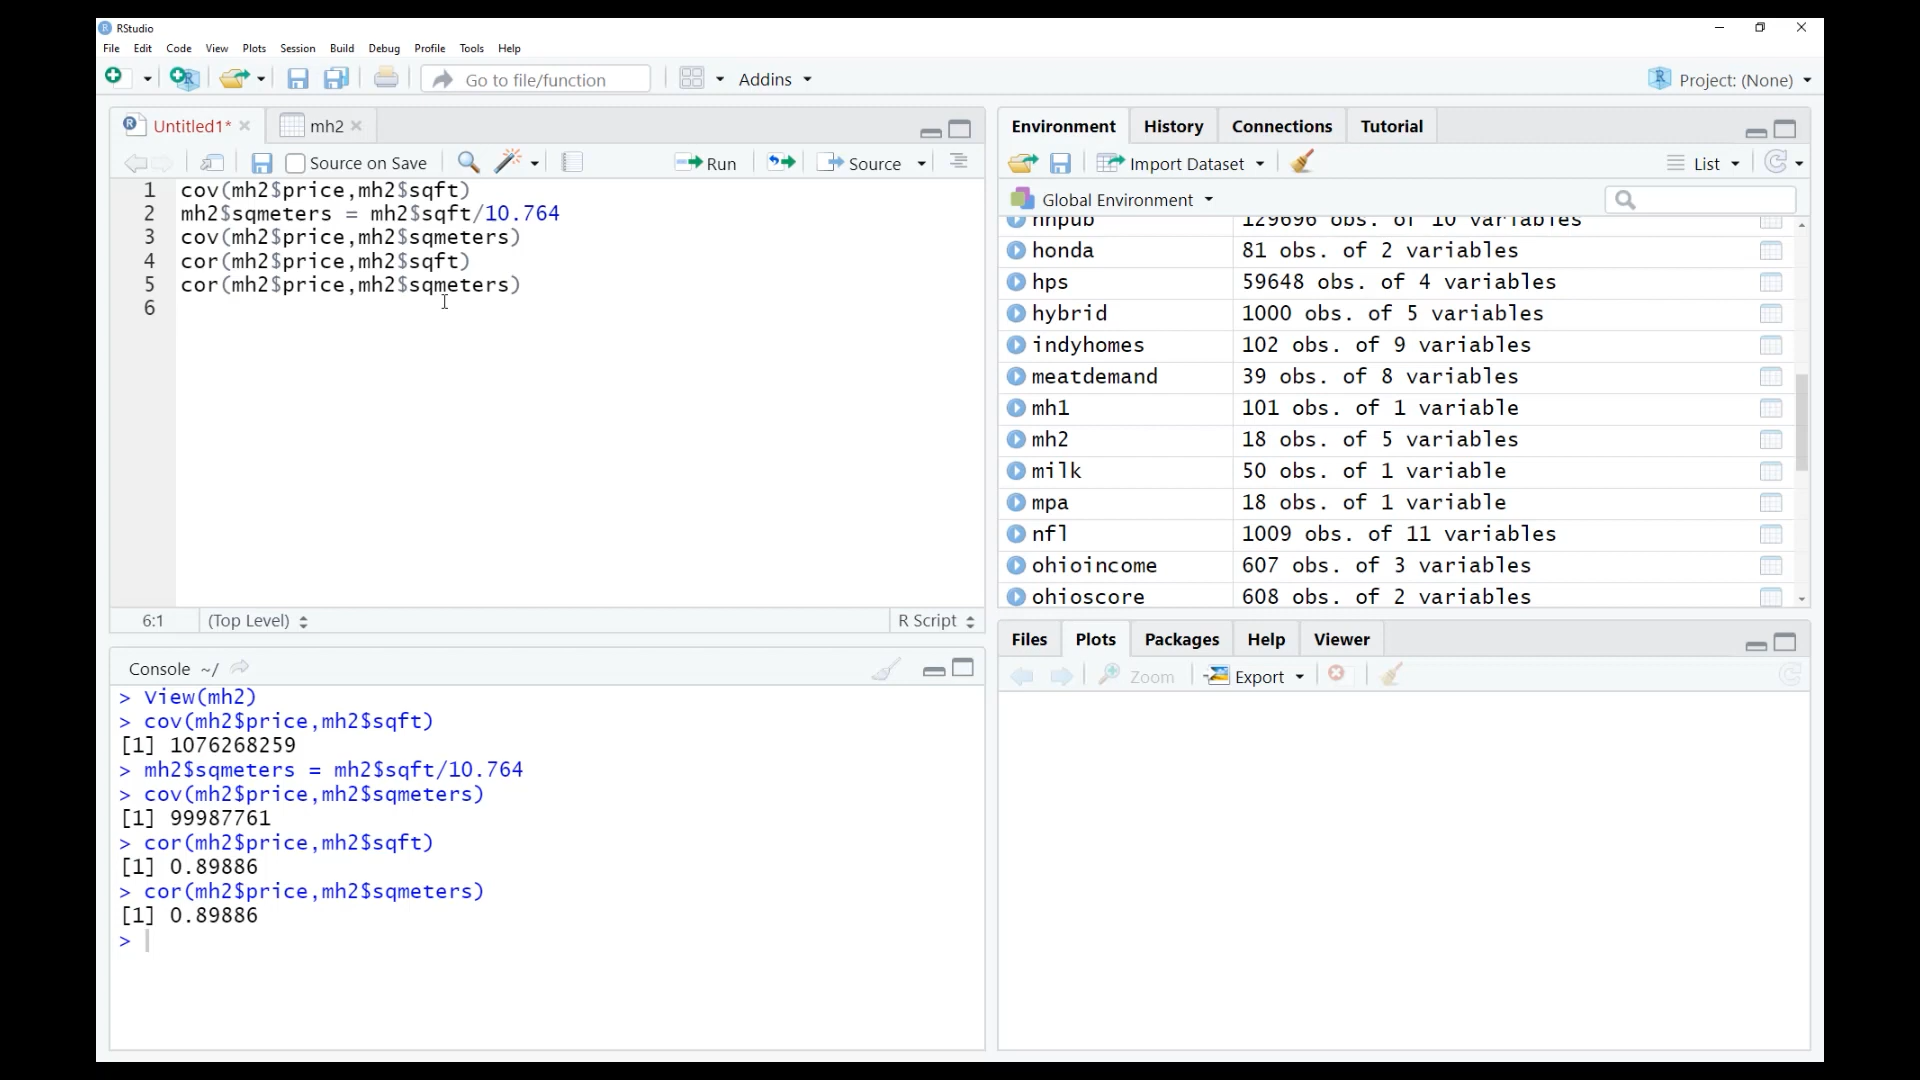 RStudio
File Edit Code View Plots Session Build Debug Profile Tools Help
Go to file/function Addins Project: (None)
Untitled1* mh2
Source on Save Run Source
1 cov(mh2$price,mh2$sqft)
2 mh2$sqmeters = mh2$sqft/10.764
3 cov(mh2$price,mh2$sqmeters)
4 cor(mh2$price,mh2$sqft)
5 cor(mh2$price,mh2$sqmeters)
6
6:1 (Top Level) R Script
Console ~/
> View(mh2)
> cov(mh2$price,mh2$sqft)
[1] 1076268259
> mh2$sqmeters = mh2$sqft/10.764
> cov(mh2$price,mh2$sqmeters)
[1] 99987761
> cor(mh2$price,mh2$sqft)
[1] 0.89886
> cor(mh2$price,mh2$sqmeters)
[1] 0.89886
>
Environment History Connections Tutorial
Import Dataset List
Global Environment
129696 obs. of 10 variables
honda 81 obs. of 2 variables
hps 59648 obs. of 4 variables
hybrid 1000 obs. of 5 variables
indyhomes 102 obs. of 9 variables
meatdemand 39 obs. of 8 variables
mh1 101 obs. of 1 variable
mh2 18 obs. of 5 variables
milk 50 obs. of 1 variable
mpa 18 obs. of 1 variable
nfl 1009 obs. of 11 variables
ohioincome 607 obs. of 3 variables
ohioscore 608 obs. of 2 variables
Files Plots Packages Help Viewer
Zoom Export